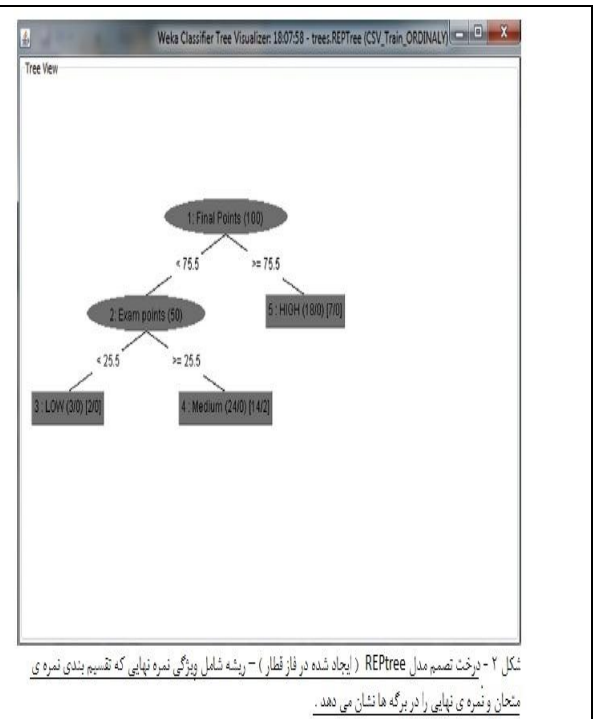 Weka Classifier Tree Visualizer: 18:07:58 - trees.REPTree (CSV_Train_ORDINALY)
Tree View
1: Final Points (100)
< 75.5 >= 75.5
2: Exam points (50) 5 : HIGH (18/0) [7/0]
< 25.5 >= 25.5
3 : LOW (3/0) [2/0] 4 : Medium (24/0) [14/2]
شکل ۲ - درخت تصمم مدل REPtree ( ایجاد شده در فاز قطار ) – ریشه شامل ویژگی نمره نهایی که تقسیم بندی نمره ی
متحان و نمره ی نهایی را در برگه ها نشان می دهد .